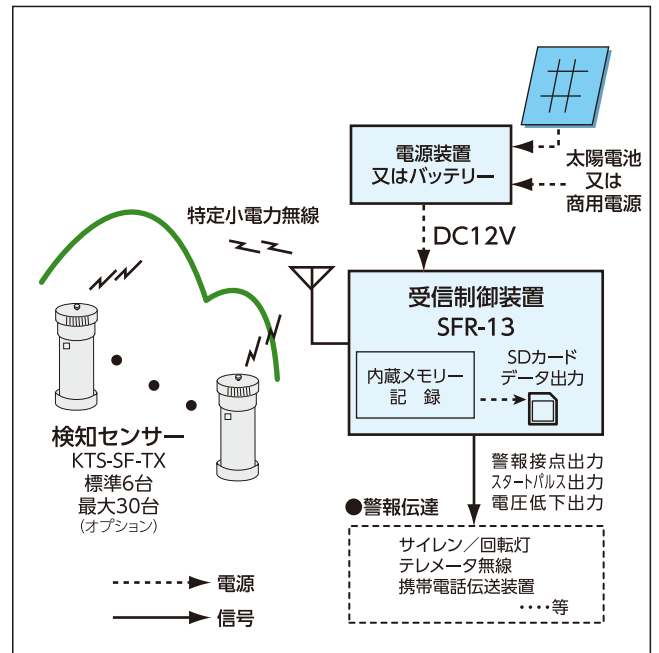 電源装置
又はバッテリー
太陽電池
又は
商用電源
特定小電力無線
DC12V
受信制御装置
SFR-13
内蔵メモリー
記 録
SDカード
データ出力
検知センサー
KTS-SF-TX
標準6台
最大30台
(オプション)
警報接点出力
スタートパルス出力
電圧低下出力
●警報伝達
サイレン／回転灯
テレメータ無線
携帯電話伝送装置
‥‥等
電源
信号